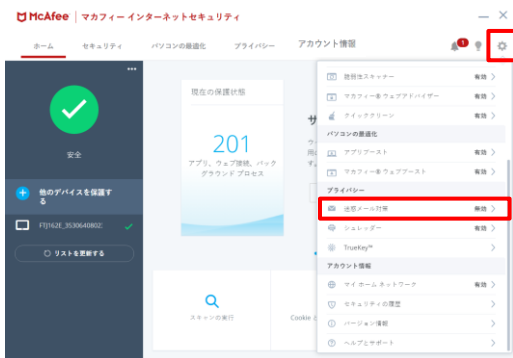 McAfee | マカフィー インターネットセキュリティ
ホーム セキュリティ パソコンの最適化 プライバシー アカウント情報
1
安全
他のデバイスを保護する
FTJ162E_3530640802:
リストを更新する
現在の保護状態
201
アプリ、ウェブ接続、バックグラウンド プロセス
スキャンの実行
Cookie
脆弱性スキャナー 有効
マカフィー® ウェブアドバイザー 有効
クイッククリーン 有効
パソコンの最適化
アプリブースト 有効
マカフィー® ウェブブースト 有効
プライバシー
迷惑メール対策
シュレッダー 有効
TrueKey™
アカウント情報
マイ ホーム ネットワーク 有効
セキュリティの履歴
バージョン情報
ヘルプとサポート